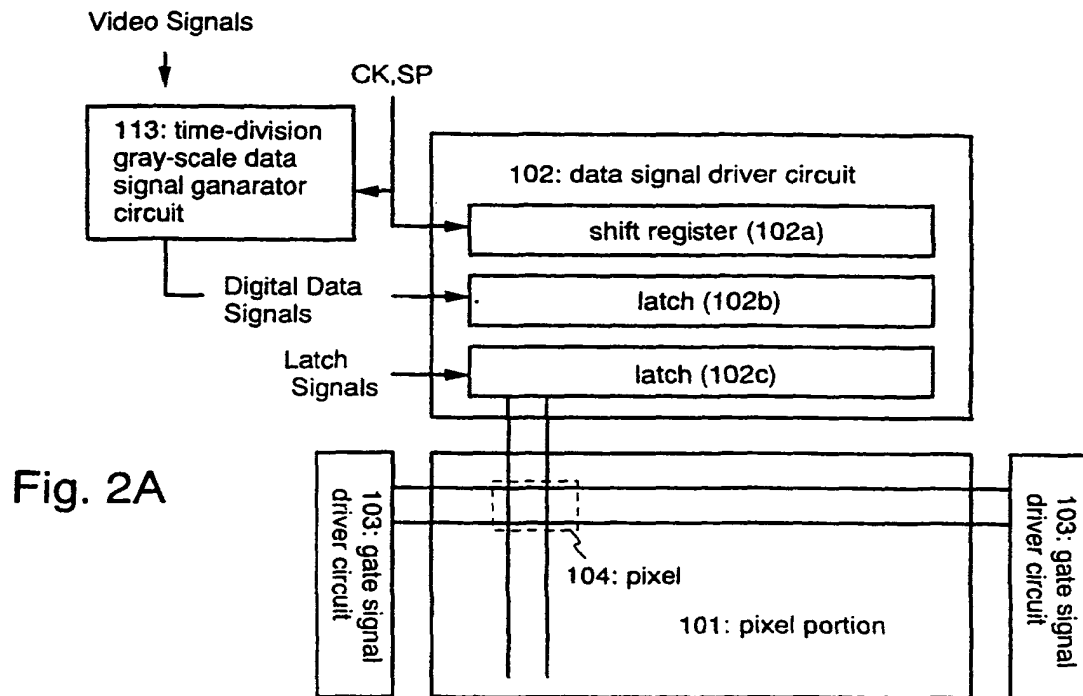 Video Signals
CK,SP
113: time-division
gray-scale data
signal ganarator
circuit
102: data signal driver circuit
shift register (102a)
Digital Data
Signals
latch (102b)
Latch
Signals
latch (102c)
Fig. 2A
103: gate signal
driver circuit
104: pixel
101: pixel portion
103: gate signal
driver circuit